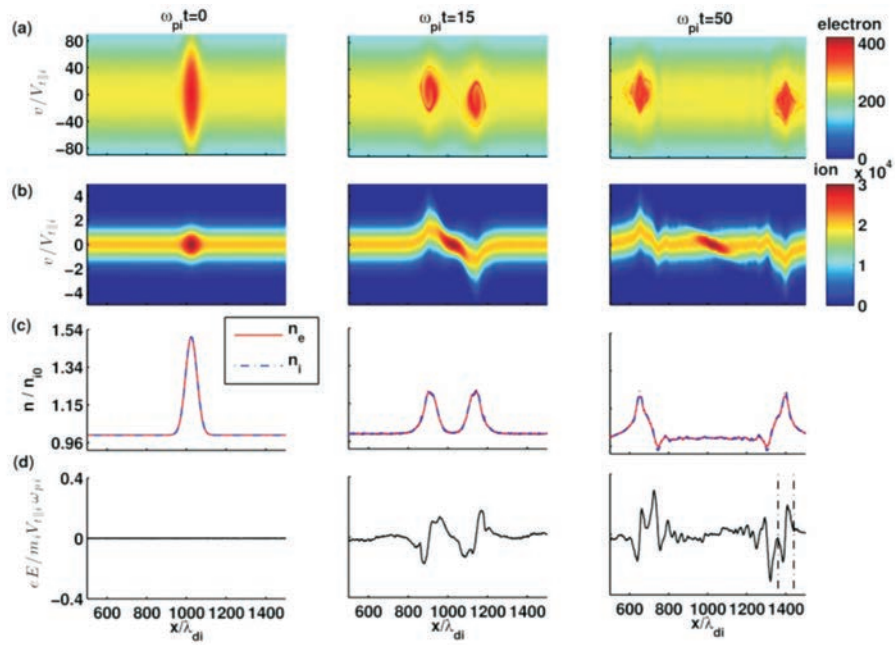 ω_pi t=0 ω_pi t=15 ω_pi t=50 electron
(a)
v/V_t∥i
80
40
0
−40
−80
400
200
0
(b)
v/V_t∥i
4
2
0
−2
−4
ion x 10^4
3
2
1
0
(c)
n / n_i0
1.54
1.34
1.15
0.96
n_e
n_i
(d)
e E/m_i V_t∥i ω_pi
0.4
0
−0.4
600 800 1000 1200 1400 600 800 1000 1200 1400 600 800 1000 1200 1400
x/λ_di x/λ_di x/λ_di